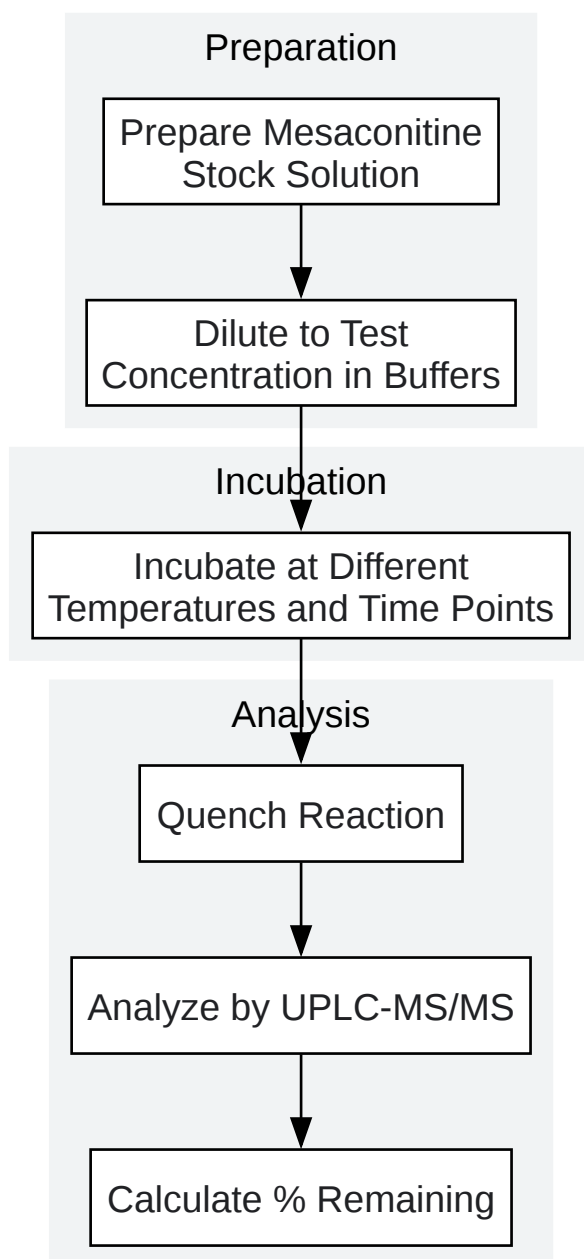 Preparation
Prepare Mesaconitine
Stock Solution
Dilute to Test
Concentration in Buffers
Incubation
Incubate at Different
Temperatures and Time Points
Analysis
Quench Reaction
Analyze by UPLC-MS/MS
Calculate % Remaining